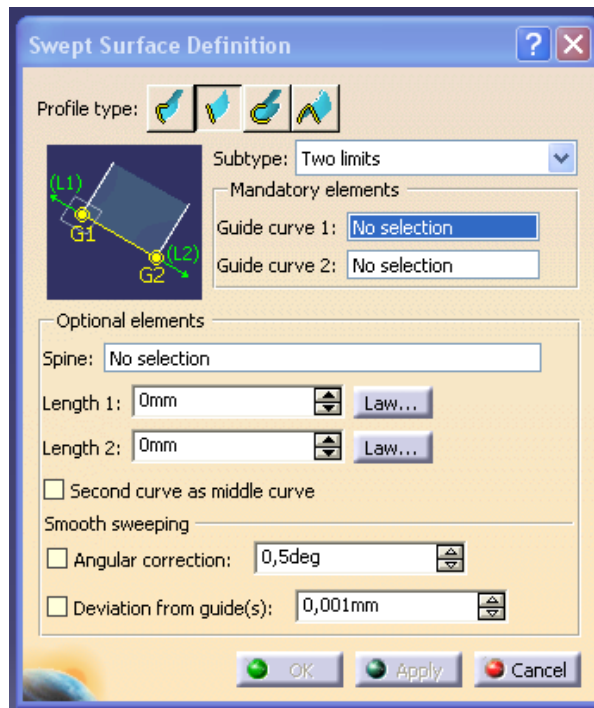 Swept Surface Definition
Profile type:
Subtype: Two limits
Mandatory elements
(L1)
G1
G2
(L2)
Guide curve 1: No selection
Guide curve 2: No selection
Optional elements
Spine: No selection
Length 1: 0mm Law...
Length 2: 0mm Law...
Second curve as middle curve
Smooth sweeping
Angular correction: 0,5deg
Deviation from guide(s): 0,001mm
OK Apply Cancel